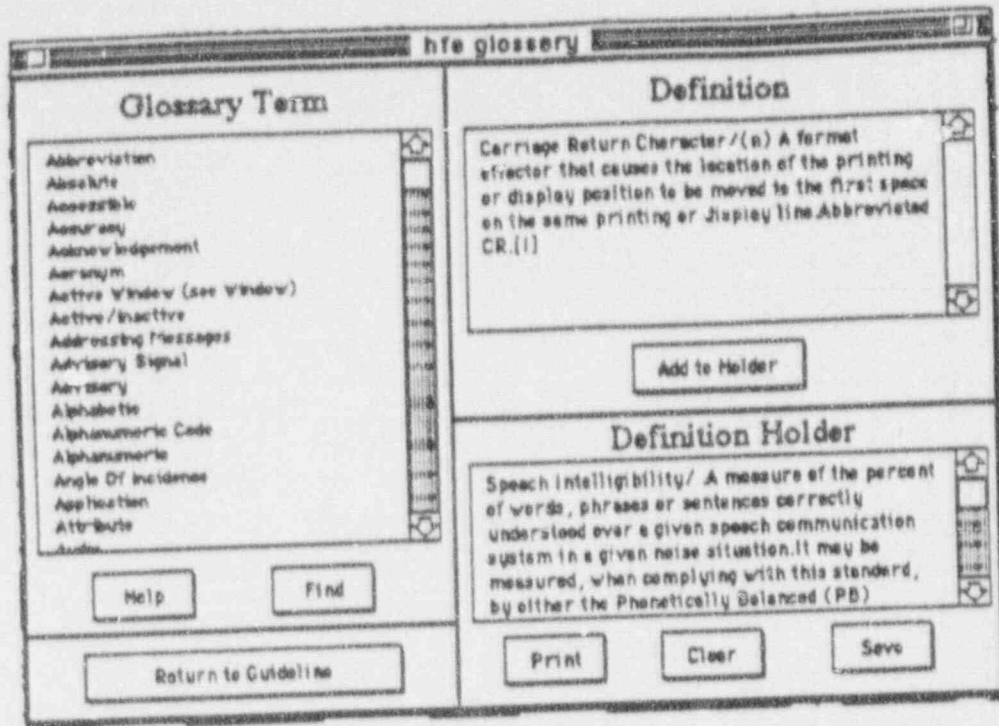 hfe glossery
Glossary Term
Abbreviation
Absolute
Accessible
Accuracy
Acknowledgement
Acronym
Active Window (see Window)
Active/Inactive
Addressing Messages
Advisory Signal
Advisory
Alphabetic
Alphanumeric Code
Alphanumeric
Angle Of Incidence
Application
Attribute
Help
Find
Return to Guideline
Definition
Carriage Return Character/(n) A format
effector that causes the location of the printing
or display position to be moved to the first space
on the same printing or display line.Abbreviated
CR.[1]
Add to Holder
Definition Holder
Speech Intelligibility/ A measure of the percent
of words, phrases or sentences correctly
understood over a given speech communication
system in a given noise situation.It may be
measured, when complying with this standard,
by either the Phonetically Balanced (PB)
Print
Clear
Save